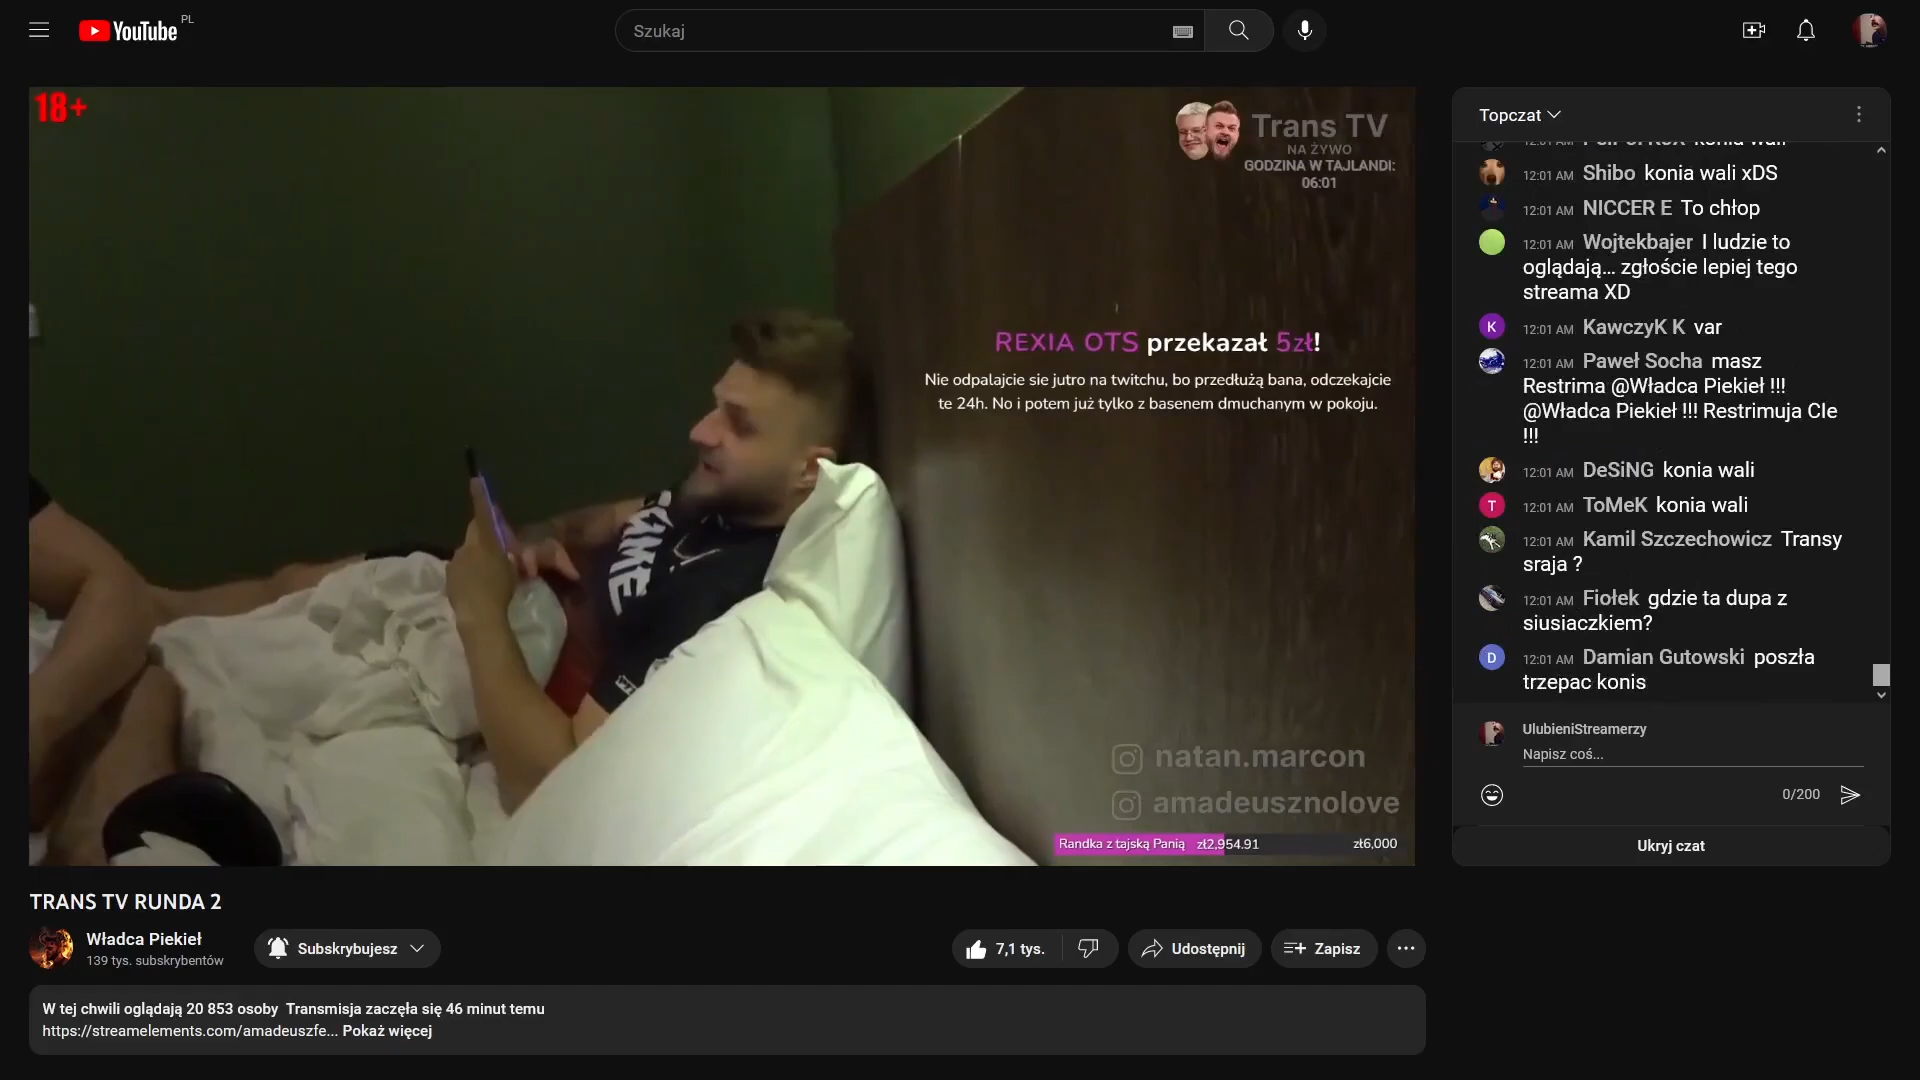 YouTube PL
Szukaj
18+
Trans TV
NA ŻYWO
GODZINA W TAJLANDI:
06:01
REXIA OTS przekazał 5zł!
Nie odpalajcie sie jutro na twitchu, bo przedłużą bana, odczekajcie
te 24h. No i potem już tylko z basenem dmuchanym w pokoju.
natan.marcon
amadeusznolove
Randka z tajską Panią zł2,954.91 zł6,000
Topczat
12:01 AM Shibo konia wali xDS
12:01 AM NICCER E To chłop
12:01 AM Wojtekbajer I ludzie to
oglądają... zgłoście lepiej tego
streama XD
K
12:01 AM KawczyK K var
12:01 AM Paweł Socha masz
Restrima @Władca Piekieł !!!
@Władca Piekieł !!! Restrimuja CIe
!!!
12:01 AM DeSiNG konia wali
T
12:01 AM ToMeK konia wali
12:01 AM Kamil Szczechowicz Transy
sraja ?
12:01 AM Fiołek gdzie ta dupa z
siusiaczkiem?
D
12:01 AM Damian Gutowski poszła
trzepac konis
UlubieniStreamerzy
Napisz coś...
0/200
Ukryj czat
TRANS TV RUNDA 2
Władca Piekieł
139 tys. subskrybentów
Subskrybujesz
7,1 tys.
Udostępnij
Zapisz
W tej chwili oglądają 20 853 osoby Transmisja zaczęła się 46 minut temu
https://streamelements.com/amadeuszfe... Pokaż więcej